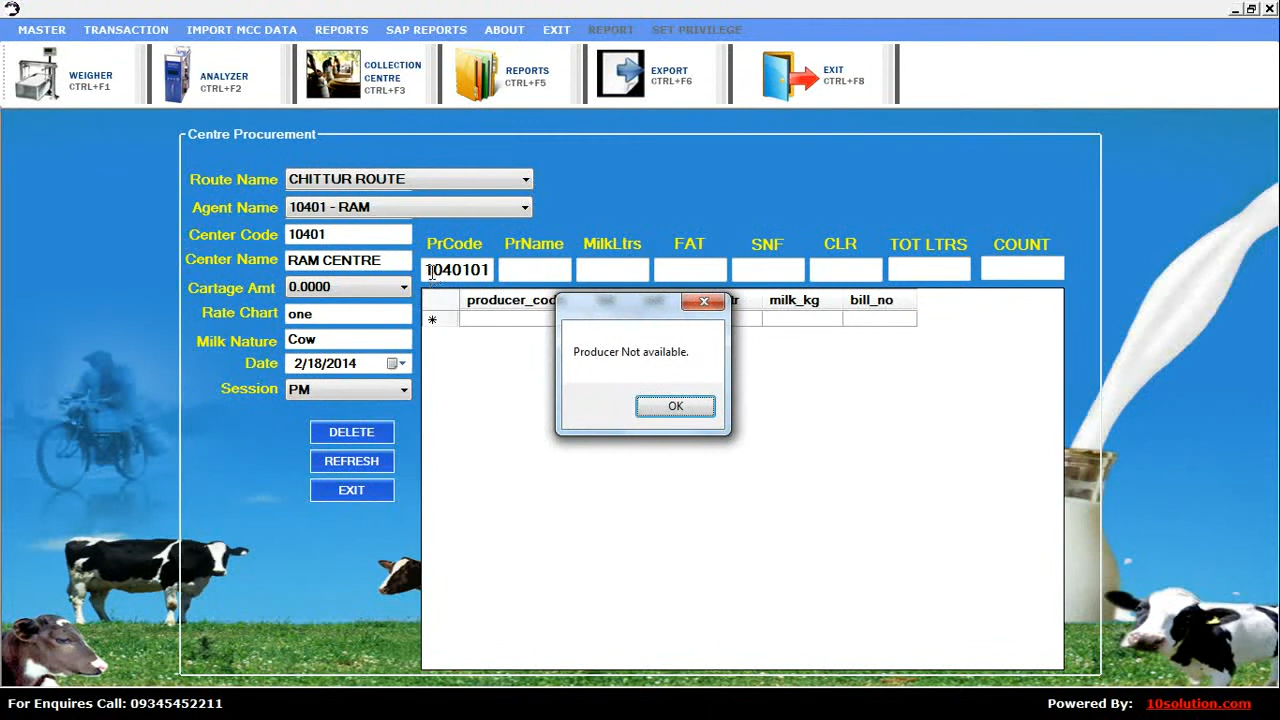 MASTER TRANSACTION IMPORT MCC DATA REPORTS SAP REPORTS ABOUT EXIT REPORT SET PRIVILEGE
WEIGHER
CTRL+F1
ANALYZER
CTRL+F2
COLLECTION
CENTRE
CTRL+F3
REPORTS
CTRL+F5
EXPORT
CTRL+F6
EXIT
CTRL+F8
Centre Procurement
Route Name CHITTUR ROUTE
Agent Name 10401 - RAM
Center Code 10401
Center Name RAM CENTRE
Cartage Amt 0.0000
Rate Chart one
Milk Nature Cow
Date 2/18/2014
Session PM
DELETE
REFRESH
EXIT
PrCode PrName MilkLtrs FAT SNF CLR TOT LTRS COUNT
1040101
producer_cod milk_kg bill_no
Producer Not available.
OK
For Enquires Call: 09345452211
Powered By: 10solution.com